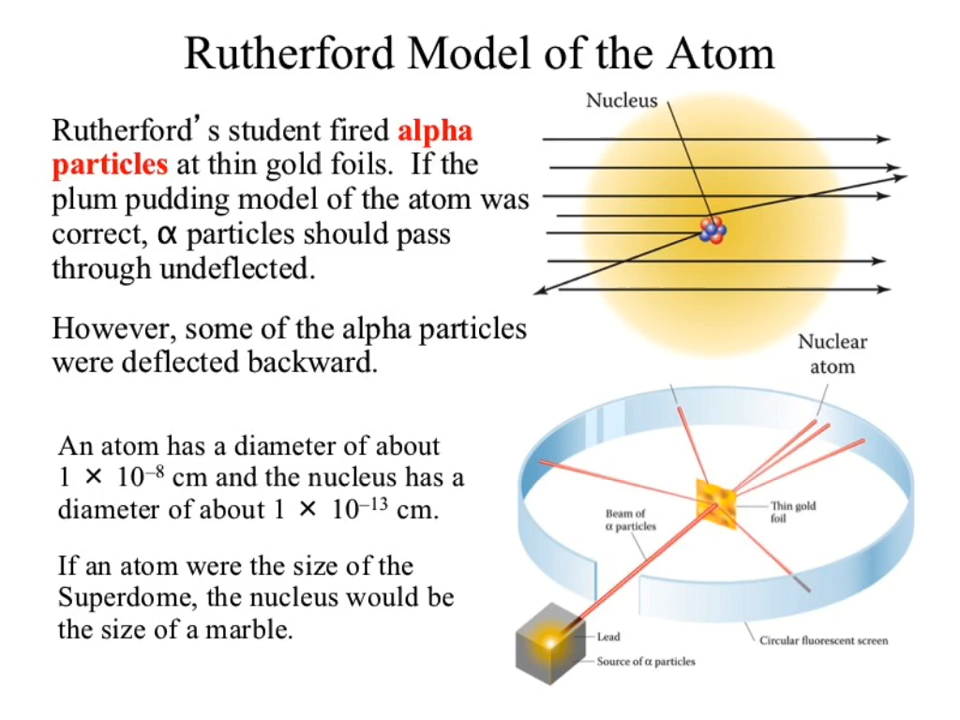 Rutherford Model of the Atom
Rutherford’s student fired alpha
particles at thin gold foils. If the
plum pudding model of the atom was
correct, α particles should pass
through undeflected.
However, some of the alpha particles
were deflected backward.
An atom has a diameter of about
1 × 10⁻⁸ cm and the nucleus has a
diameter of about 1 × 10⁻¹³ cm.
If an atom were the size of the
Superdome, the nucleus would be
the size of a marble.
Nucleus
Nuclear
atom
Beam of
α particles
Thin gold
foil
Lead
Source of α particles
Circular fluorescent screen